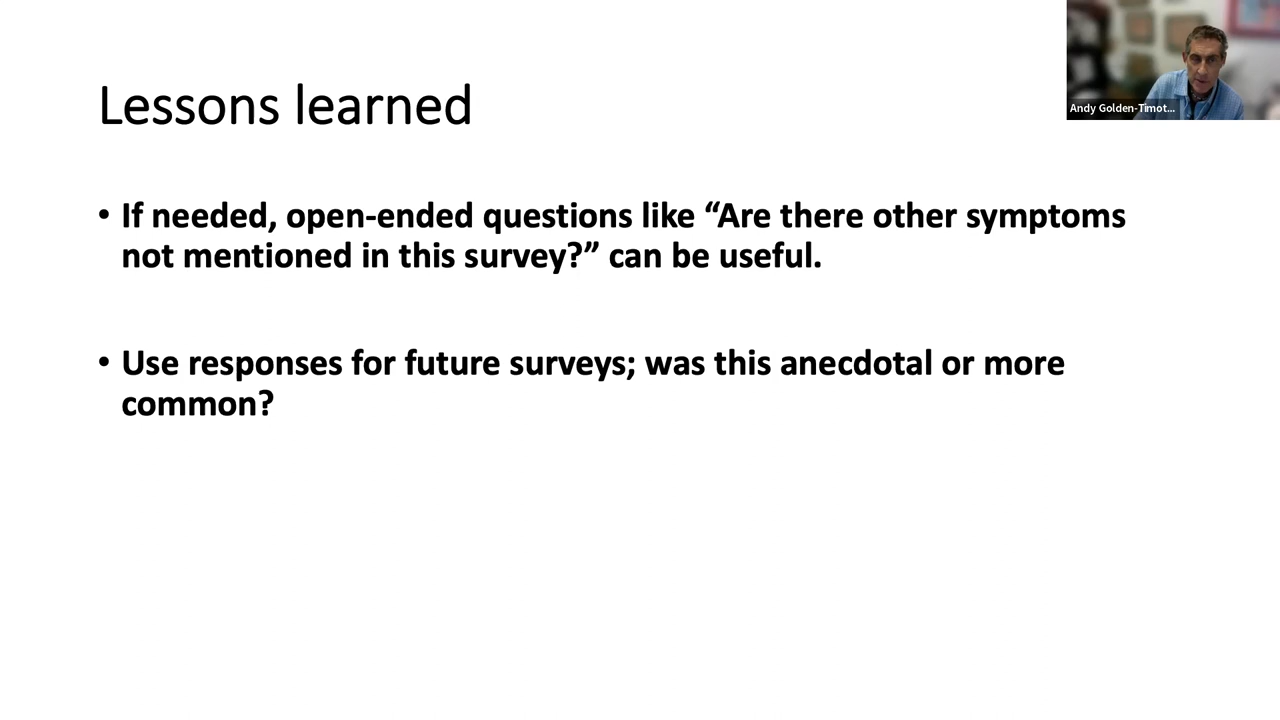 Lessons learned
Andy Golden-Timot...
• If needed, open-ended questions like “Are there other symptoms
not mentioned in this survey?” can be useful.
• Use responses for future surveys; was this anecdotal or more
common?